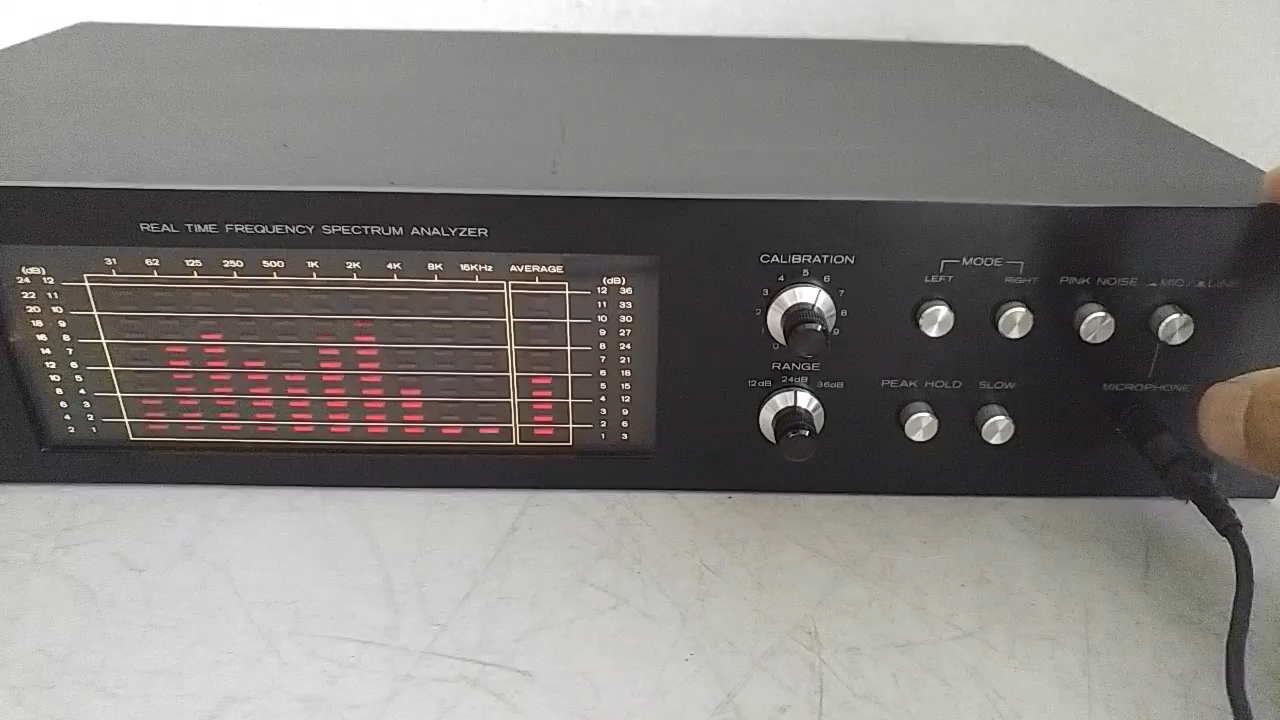 REAL TIME FREQUENCY SPECTRUM ANALYZER
31 62 125 250 500 1K 2K 4K 8K 16KHz AVERAGE
(dB) (dB)
24 12 12 36
22 11 11 33
20 10 10 30
18 9 9 27
16 8 8 24
14 7 7 21
12 6 6 18
10 5 5 15
8 4 4 12
6 3 3 9
4 2 2 6
2 1 1 3
CALIBRATION
0 1 2 3 4 5 6 7 8 9
RANGE
12dB 24dB 36dB
MODE
LEFT RIGHT PINK NOISE MIC / LINE
PEAK HOLD SLOW MICROPHONE